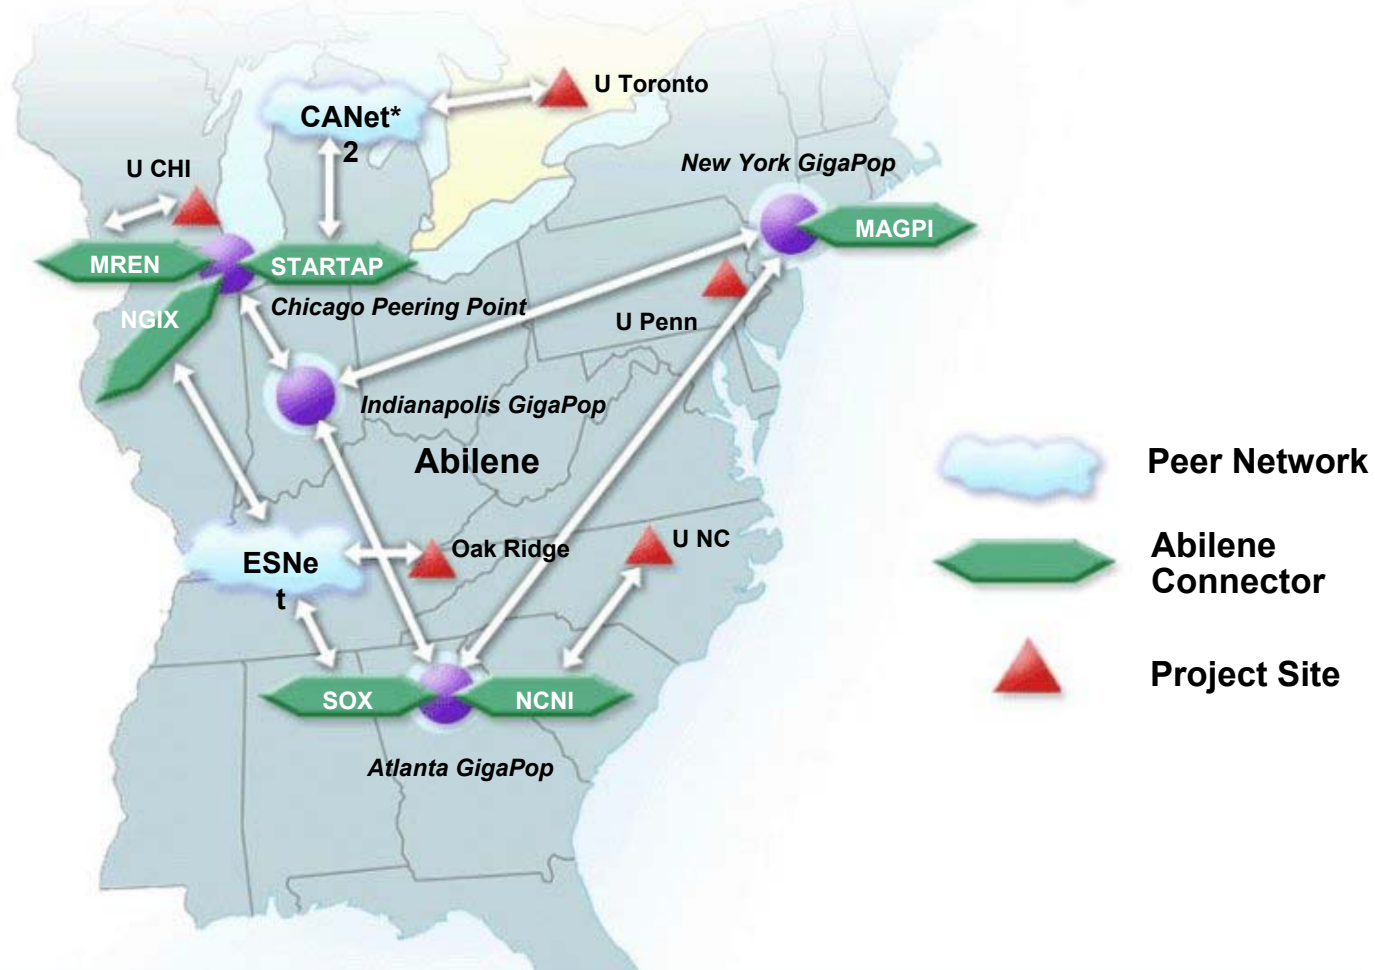 U Toronto
CANet*
2
U CHI
New York GigaPop
MAGPI
MREN
STARTAP
Chicago Peering Point
NGIX
U Penn
Indianapolis GigaPop
Abilene
Peer Network
U NC
Oak Ridge
ESNe
t
Abilene
Connector
Project Site
SOX
NCNI
Atlanta GigaPop